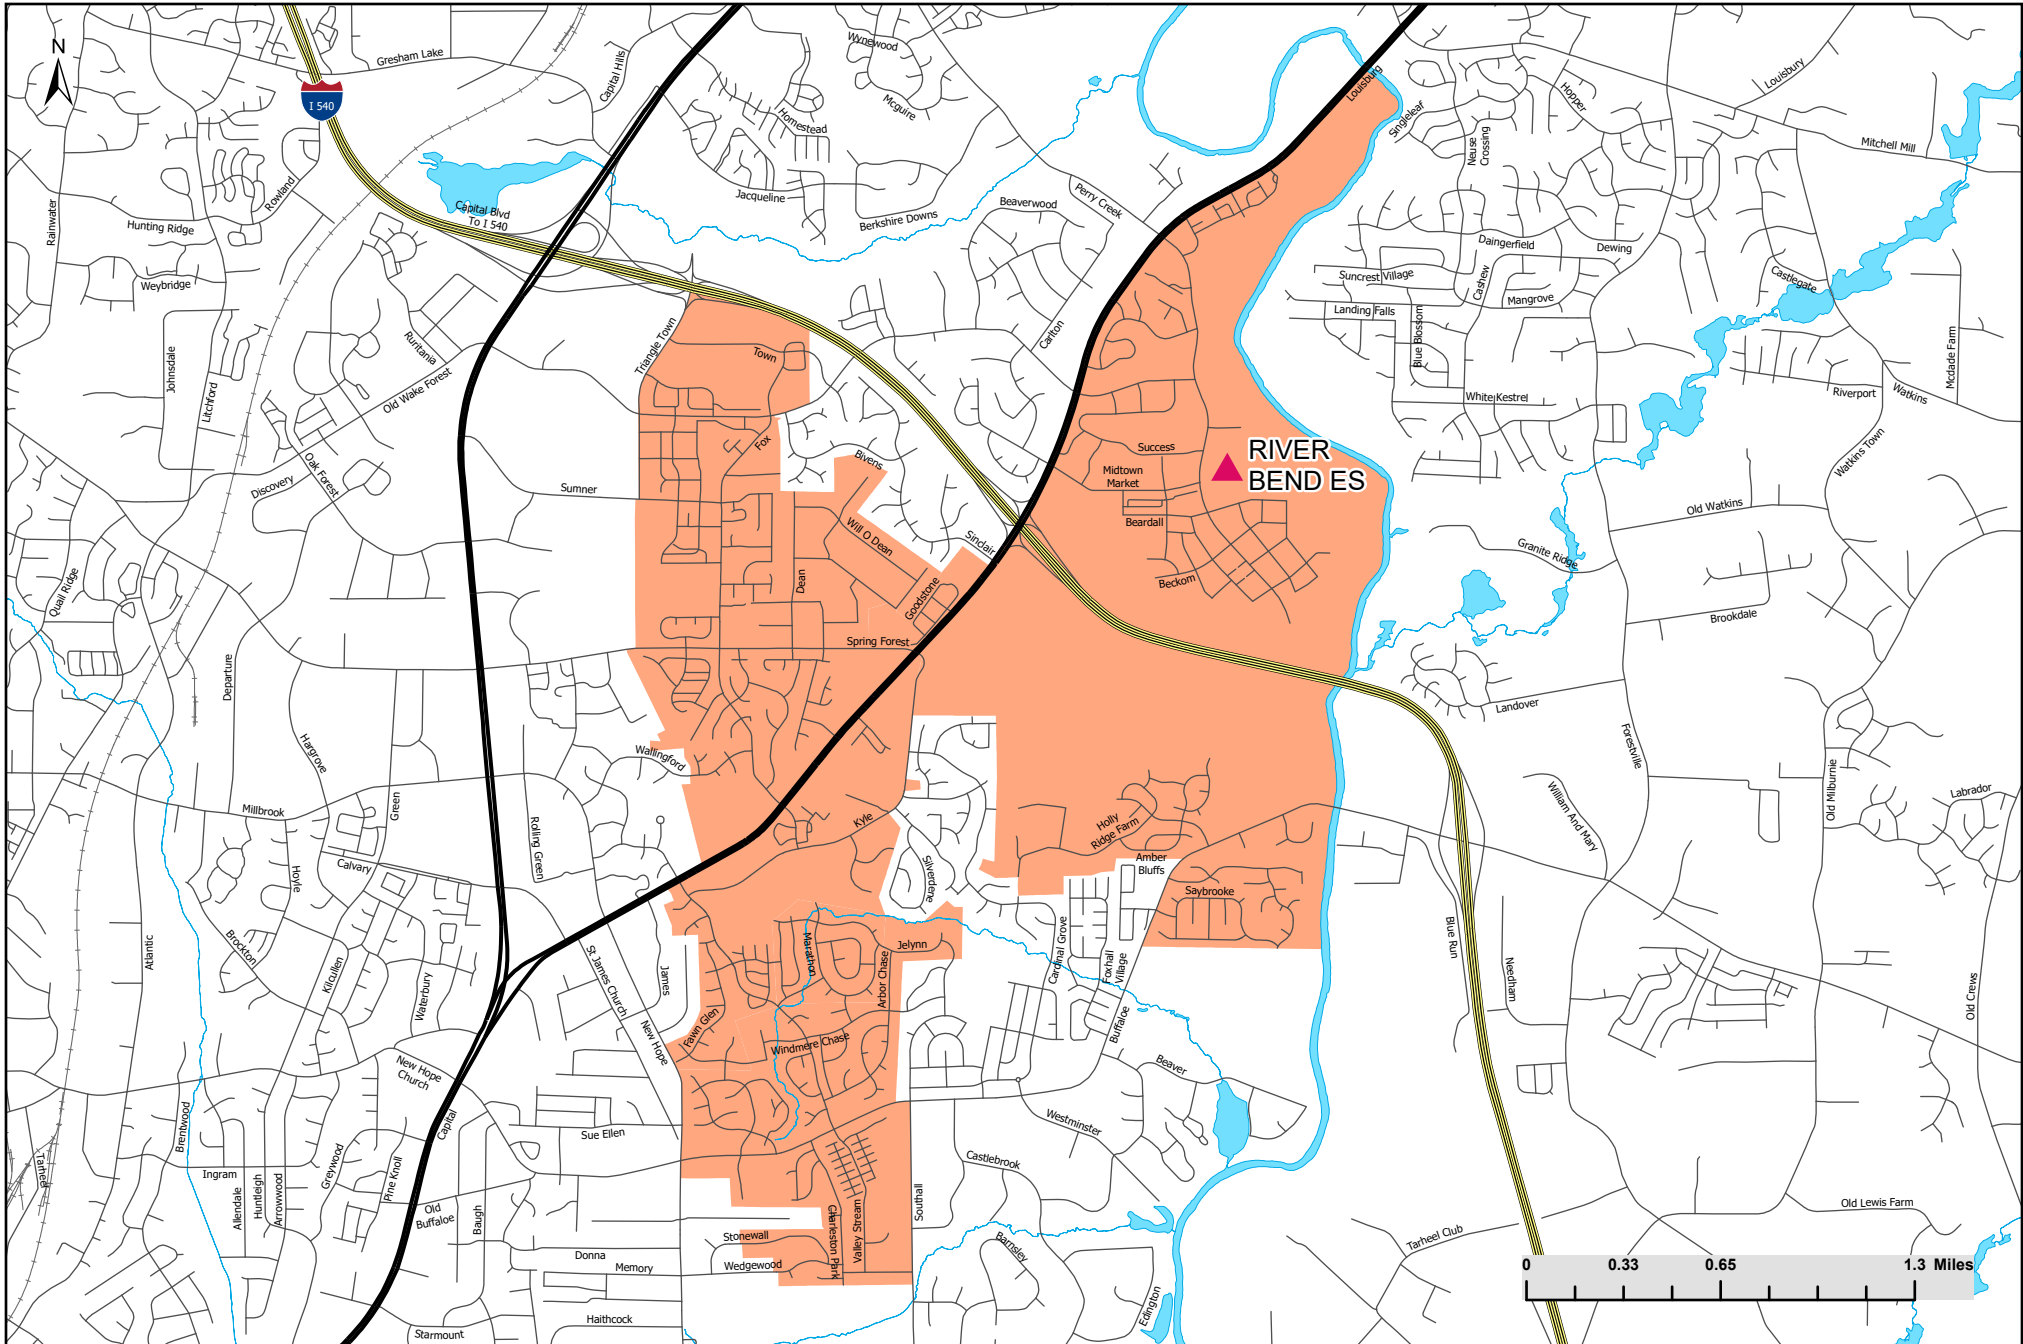 N
Gresham Lake
Capital Hills
Wynewood
Mcguire
Homestead
Jacqueline
Berkshire Downs
I 540
Rowland
Rainwater
Hunting Ridge
Weybridge
Capital Blvd
To I 540
Louisburg
Singleaf
Hopper
Louisbury
Neuse
Crossing
Mitchell Mill
Perry Creek
Beaverwood
Carlton
Daingerfield
Dewing
Suncrest Village
Cashew
Mangrove
Landing Falls
Blue Blossom
Castlegate
Mcdade Farm
Riverport
Watkins
White Kestrel
Watkins Town
Johnsdale
Litchford
Runtania
Old Wake Forest
Triangle Town
Town
Fox
Bivens
Success
Midtown
Market
Beardall
Beckom
RIVER
BEND ES
Oak Forest
Discovery
Sumner
Will O Dean
Sinclair
Dean
Goodstone
Spring Forest
Old Watkins
Granite Ridge
Brookdale
Quail Ridge
Departure
Hargrove
Landover
Forestville
Wallingford
Millbrook
Green
Rolling Green
Kyle
Holly
Ridge Farm
Amber
Bluffs
Saybrooke
William And Mary
Old Milburnie
Labrador
Calvary
Hoyle
Silverdene
Cardinal Grove
Foxhall
Village
Buffaloe
Blue Run
Needham
Old Crews
Atlantic
Brockton
Kilcullen
Waterbury
St James Church
James
New Hope
Marathon
Jelynn
Arbor Chase
Fawn Glen
Windmere Chase
New Hope
Church
Capital
Beaver
Westminster
Brentwood
Tarheel
Ingram
Allendale
Huntleigh
Arrowwood
Greywood
Pine Knoll
Old
Buffaloe
Baugh
Sue Ellen
Castlebrook
Southall
Charleston Park
Valley Stream
Stonewall
Wedgewood
Donna
Memory
Haithcock
Starmount
Barnsley
Edington
Tarheel Club
Old Lewis Farm
0 0.33 0.65 1.3 Miles